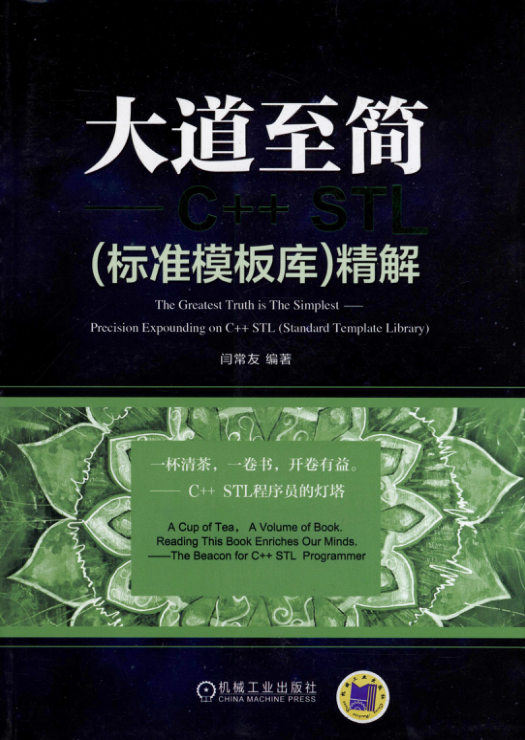 大道至简
—— C++ STL
(标准模板库)精解
The Greatest Truth is The Simplest ——
Precision Expounding on C++ STL (Standard Template Library)
闫常友 编著
一杯清茶，一卷书，开卷有益。
—— C++ STL程序员的灯塔
A Cup of Tea， A Volume of Book.
Reading This Book Enriches Our Minds.
——The Beacon for C++ STL Programmer
机械工业出版社
CHINA MACHINE PRESS